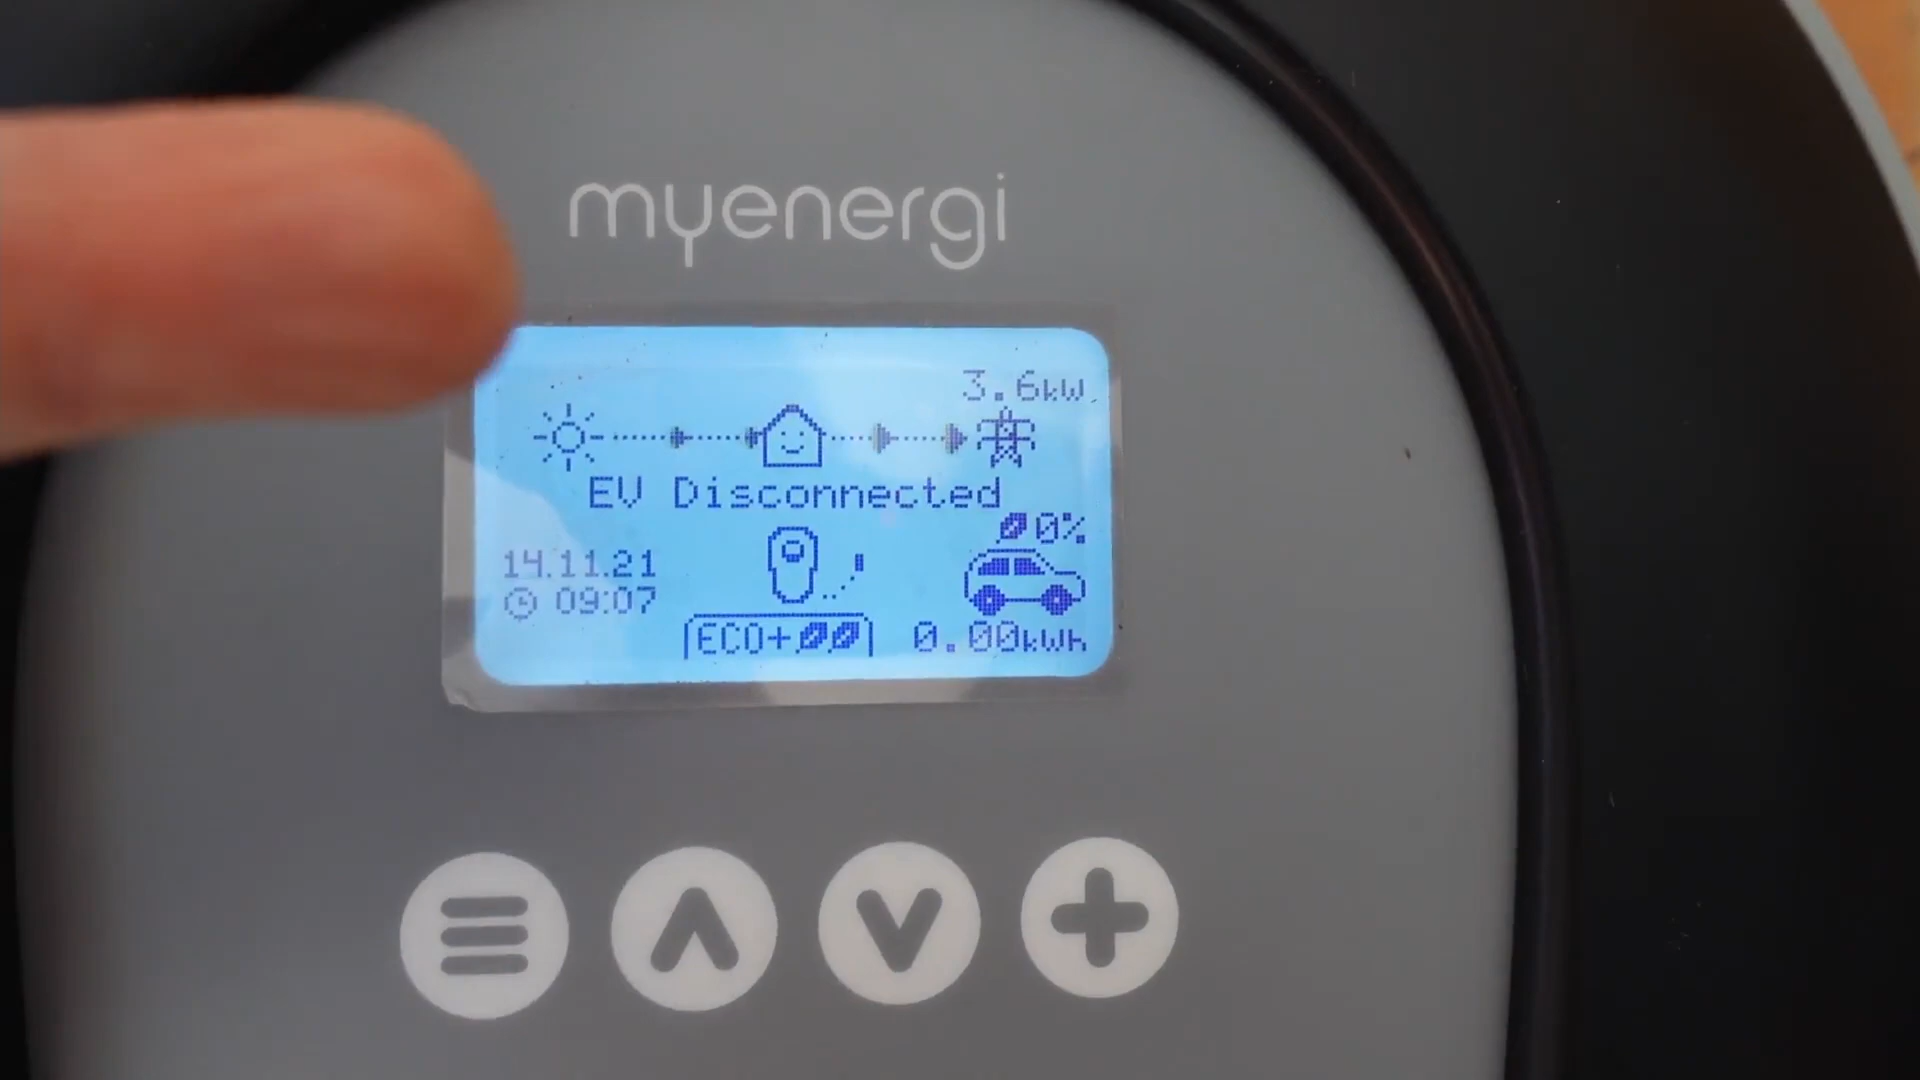 myenergi
3.6kW
EV Disconnected
0%
14.11.21
09:07
ECO+
0.00kWh